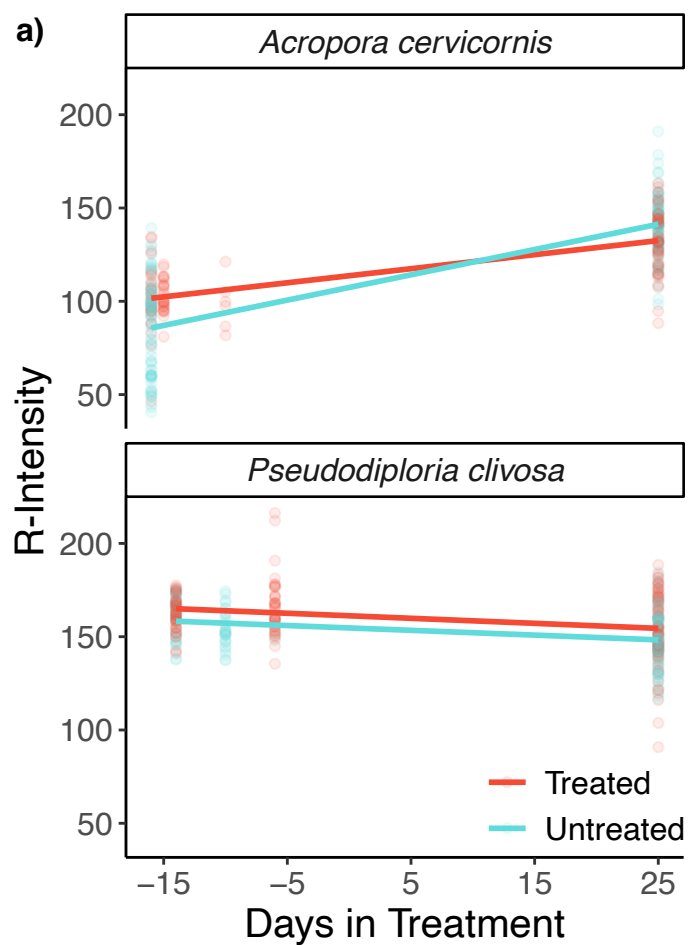 a)
Acropora cervicornis
200
150
100
50
R-Intensity
Pseudodiploria clivosa
200
150
100
50
Treated
Untreated
−15 −5 5 15 25
Days in Treatment